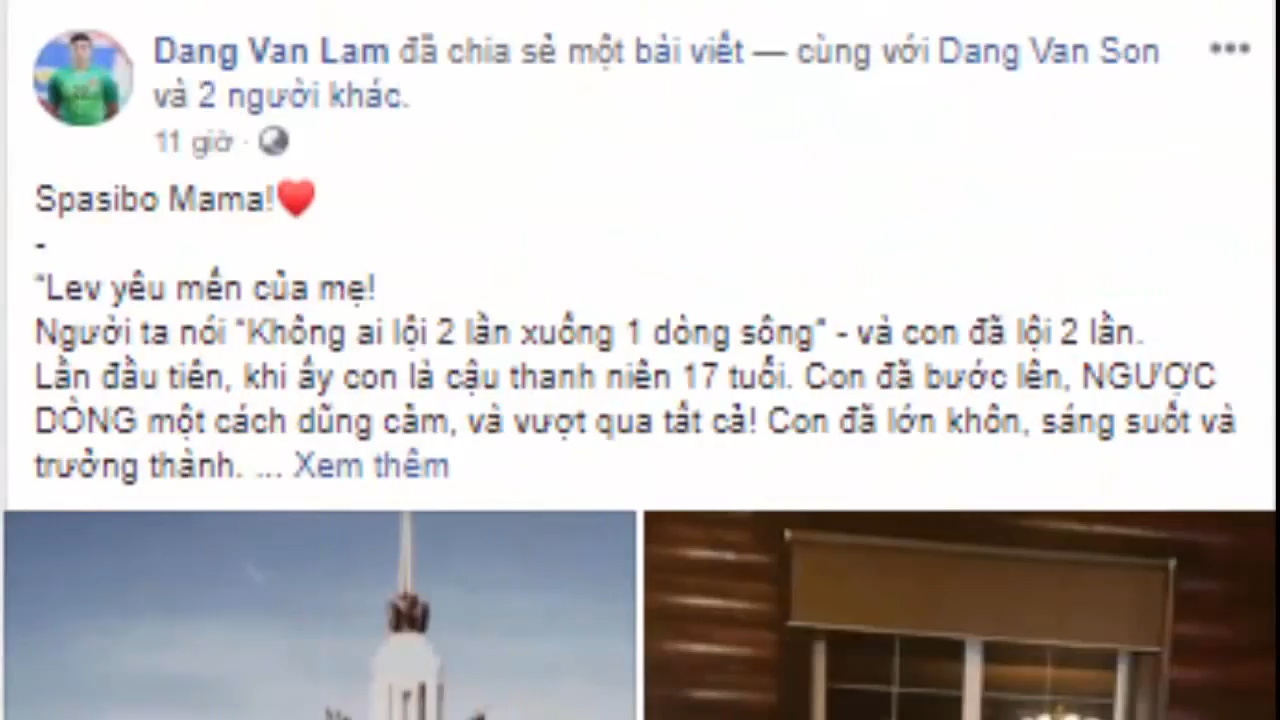 Dang Van Lam đã chia sẻ một bài viết — cùng với Dang Van Son
và 2 người khác.
11 giờ ·
Spasibo Mama!❤️
-
"Lev yêu mến của mẹ!
Người ta nói "Không ai lội 2 lần xuống 1 dòng sông" - và con đã lội 2 lần.
Lần đầu tiên, khi ấy con là cậu thanh niên 17 tuổi. Con đã bước lên, NGƯỢC
DÒNG một cách dũng cảm, và vượt qua tất cả! Con đã lớn khôn, sáng suốt và
trưởng thành. ... Xem thêm